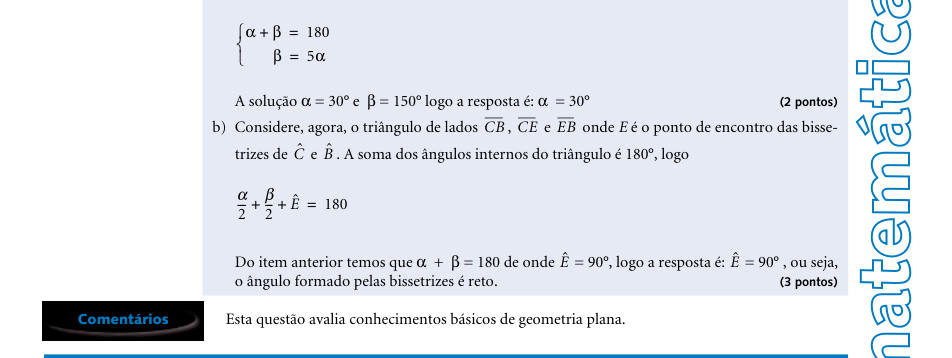 α + β = 180
β = 5α
A solução α = 30° e β = 150° logo a resposta é: α = 30° (2 pontos)
b) Considere, agora, o triângulo de lados C̅B̅, C̅E̅ e E̅B̅ onde E é o ponto de encontro das bisse-
trizes de Ĉ e B̂. A soma dos ângulos internos do triângulo é 180°, logo
α/2 + β/2 + Ê = 180
Do item anterior temos que α + β = 180 de onde Ê = 90°, logo a resposta é: Ê = 90° , ou seja,
o ângulo formado pelas bissetrizes é reto. (3 pontos)
Comentários Esta questão avalia conhecimentos básicos de geometria plana.
matemática